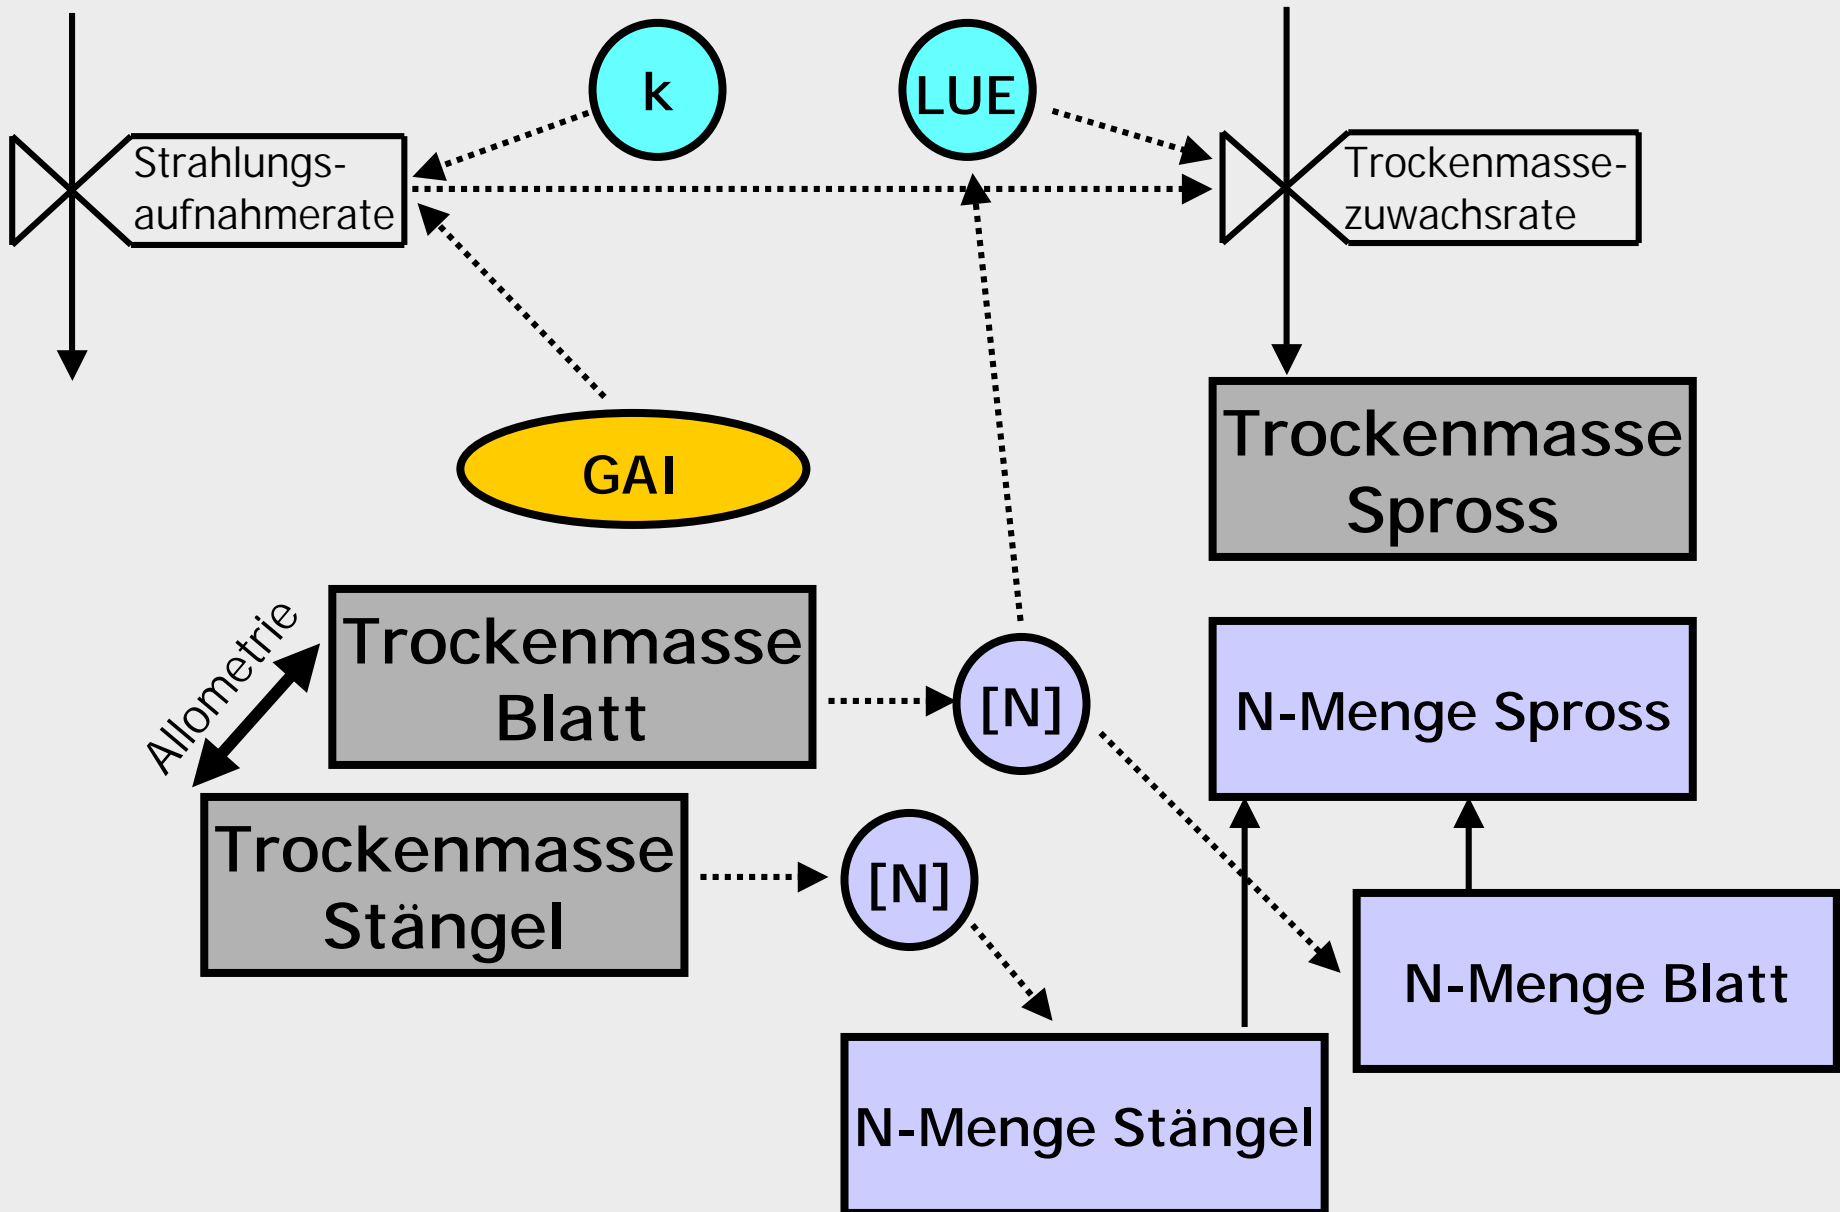 k
LUE
Strahlungs-
aufnahmerate
Trockenmasse-
zuwachsrate
GAI
Trockenmasse
Spross
Allometrie
Trockenmasse
Blatt
[N]
N-Menge Spross
Trockenmasse
Stängel
[N]
N-Menge Blatt
N-Menge Stängel